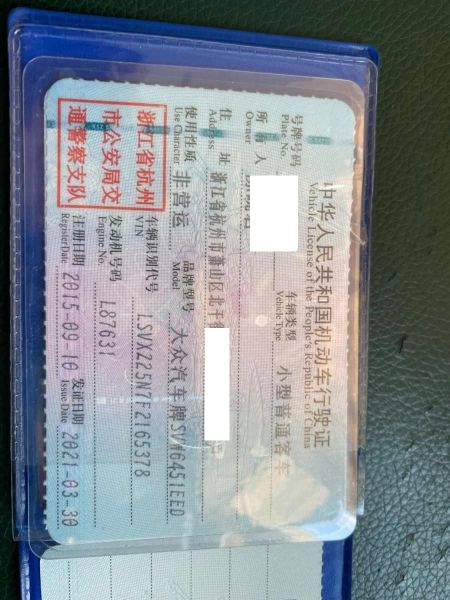 中华人民共和国机动车行驶证
Vehicle License of the People's Republic of China
号牌号码
Plate No.
车辆类型 小型普通客车
Vehicle Type
所有人
Owner
住址 浙江省杭州市萧山区北干
Address
使用性质 非营运 品牌型号 大众汽车牌SVW6451EED
Use Character Model
浙江省杭州
市公安局交
通警察支队
车辆识别代号 LSVXZ25N7F2165378
VIN
发动机号码 L87631
Engine No.
注册日期 2015-09-10 发证日期 2021-03-30
Register Date Issue Date